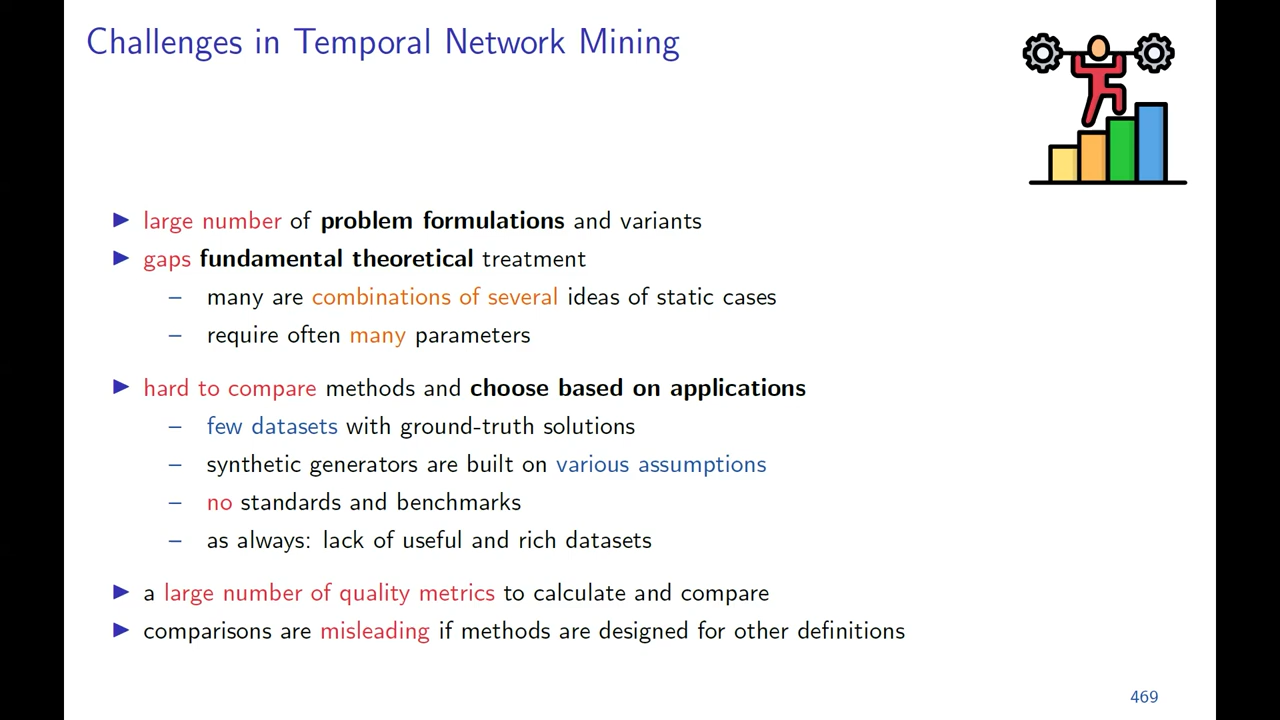 Challenges in Temporal Network Mining
▶ large number of problem formulations and variants
▶ gaps fundamental theoretical treatment
– many are combinations of several ideas of static cases
– require often many parameters
▶ hard to compare methods and choose based on applications
– few datasets with ground-truth solutions
– synthetic generators are built on various assumptions
– no standards and benchmarks
– as always: lack of useful and rich datasets
▶ a large number of quality metrics to calculate and compare
▶ comparisons are misleading if methods are designed for other definitions
469